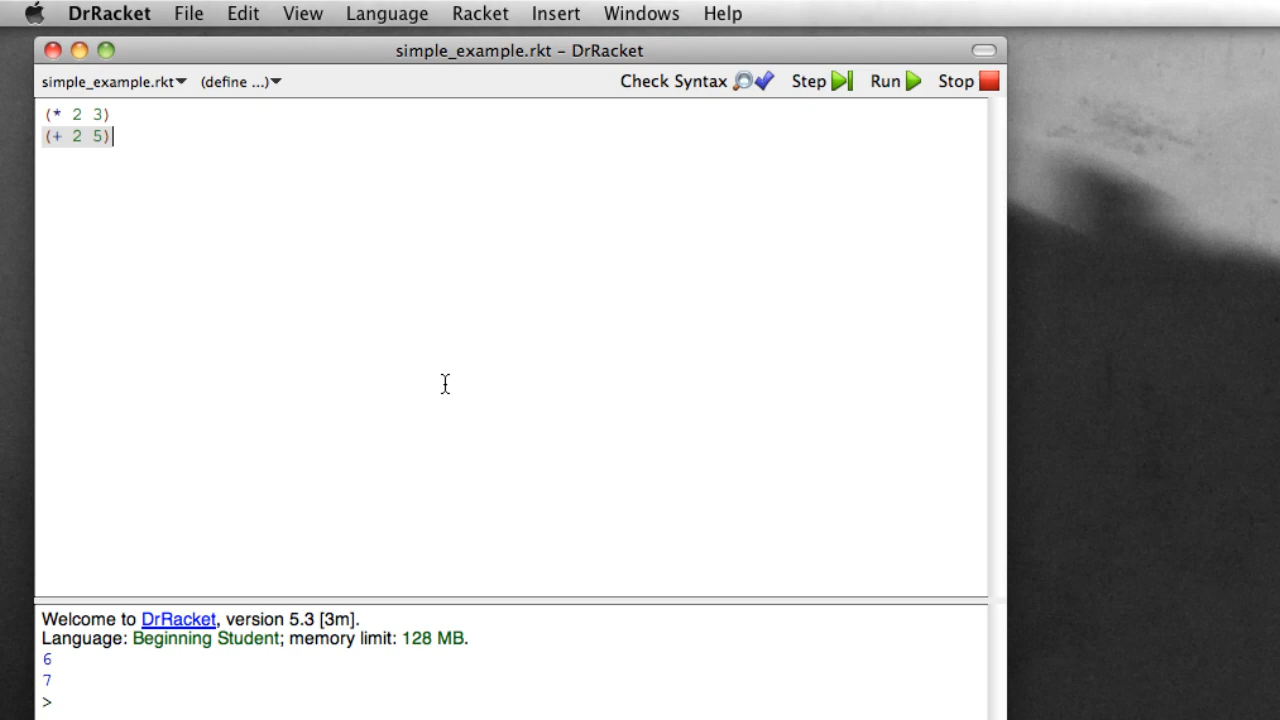 DrRacket File Edit View Language Racket Insert Windows Help
simple_example.rkt - DrRacket
simple_example.rkt (define ...) Check Syntax Step Run Stop
(* 2 3)
(+ 2 5)
Welcome to DrRacket, version 5.3 [3m].
Language: Beginning Student; memory limit: 128 MB.
6
7
>